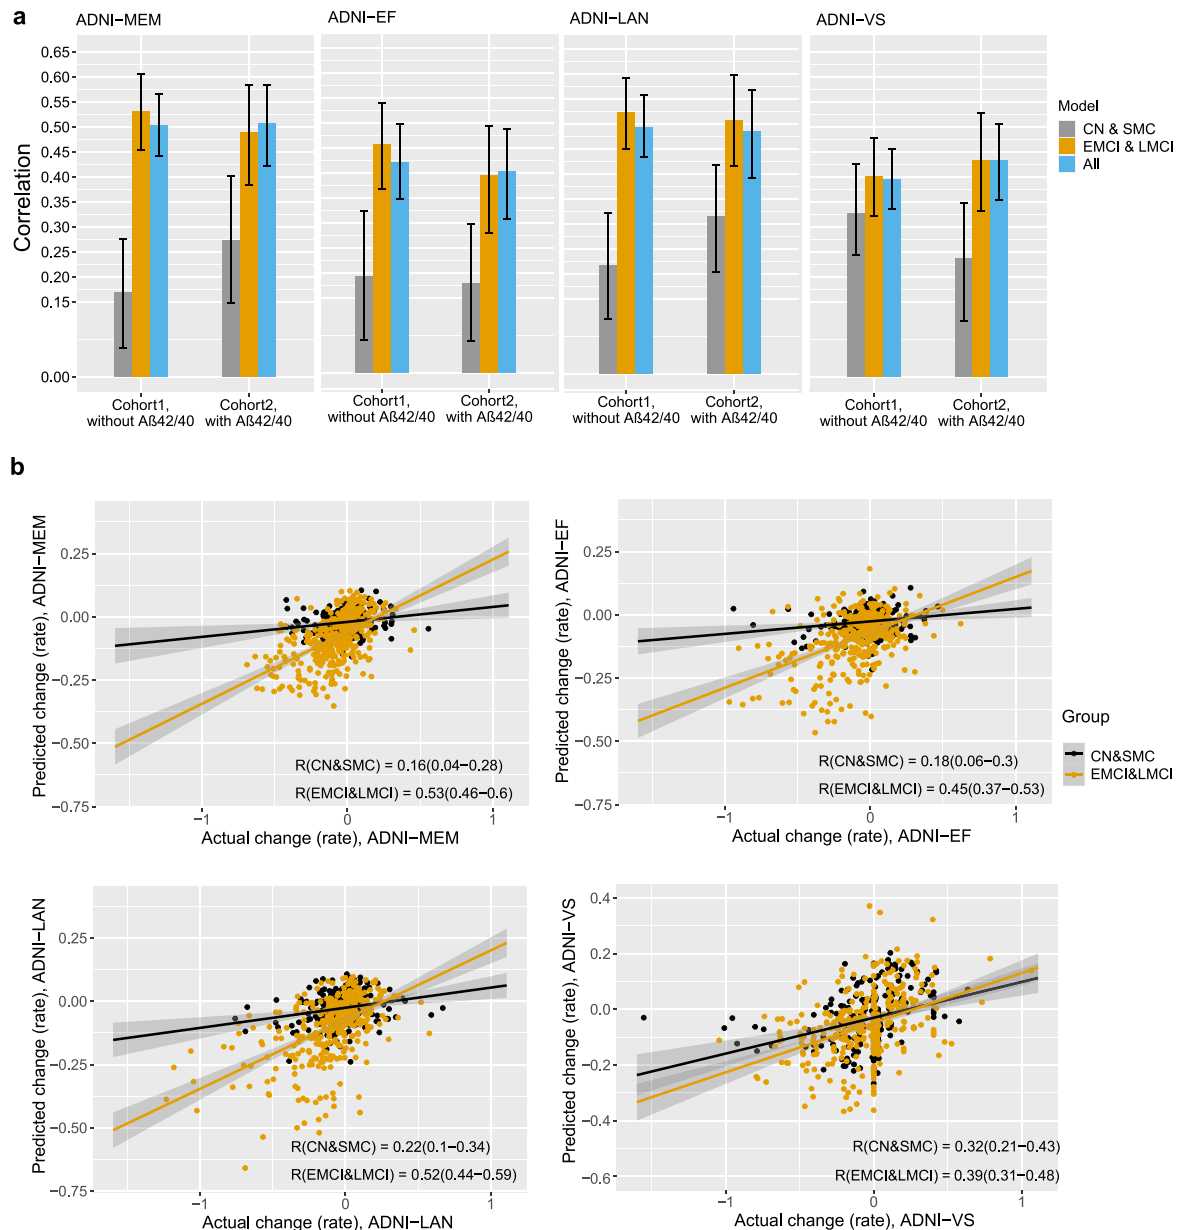 a
ADNI−MEM
ADNI−EF
ADNI−LAN
ADNI−VS
Correlation
0.65
0.60
0.55
0.50
0.45
0.40
0.35
0.30
0.25
0.20
0.15
0.00
Cohort1,
without Aß42/40
Cohort2,
with Aß42/40
Cohort1,
without Aß42/40
Cohort2,
with Aß42/40
Cohort1,
without Aß42/40
Cohort2,
with Aß42/40
Cohort1,
without Aß42/40
Cohort2,
with Aß42/40
Model
CN & SMC
EMCI & LMCI
All
b
Predicted change (rate), ADNI−MEM
0.25
0.00
−0.25
−0.50
−0.75
R(CN&SMC) = 0.16(0.04−0.28)
R(EMCI&LMCI) = 0.53(0.46−0.6)
−1
0
1
Actual change (rate), ADNI−MEM
Predicted change (rate), ADNI−EF
0.25
0.00
−0.25
−0.50
−0.75
R(CN&SMC) = 0.18(0.06−0.3)
R(EMCI&LMCI) = 0.45(0.37−0.53)
−1
0
1
Actual change (rate), ADNI−EF
Group
CN&SMC
EMCI&LMCI
Predicted change (rate), ADNI−LAN
0.25
0.00
−0.25
−0.50
−0.75
R(CN&SMC) = 0.22(0.1−0.34)
R(EMCI&LMCI) = 0.52(0.44−0.59)
−1
0
1
Actual change (rate), ADNI−LAN
Predicted change (rate), ADNI−VS
0.4
0.2
0.0
−0.2
−0.4
−0.6
R(CN&SMC) = 0.32(0.21−0.43)
R(EMCI&LMCI) = 0.39(0.31−0.48)
−1
0
1
Actual change (rate), ADNI−VS